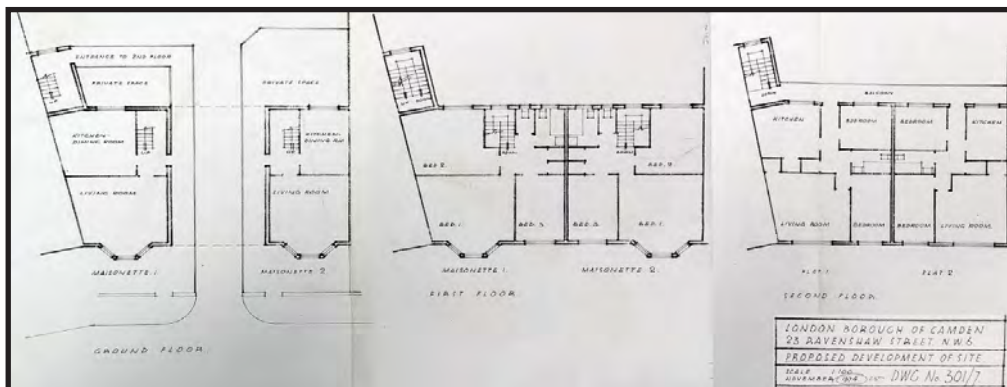 ENTRANCE TO 2ND FLOOR
PRIVATE SPACE
KITCHEN
DINING ROOM
UP
LIVING ROOM
MAISONETTE 1
PRIVATE SPACE
KITCHEN
LIVING ROOM
MAISONETTE 2
GROUND FLOOR
BED 2
BED 1
BED 3
BED 3
BED 2
BED 1
MAISONETTE 1.
MAISONETTE 2.
FIRST FLOOR
BALCONY
KITCHEN
BEDROOM
BEDROOM
KITCHEN
LIVING ROOM
BEDROOM
BEDROOM
LIVING ROOM
FLAT 1
FLAT 2
SECOND FLOOR
LONDON BOROUGH OF CAMDEN
23 RAVENSHAW STREET N.W.6
PROPOSED DEVELOPMENT OF SITE
SCALE 1:100
NOVEMBER
DWG No 301/7